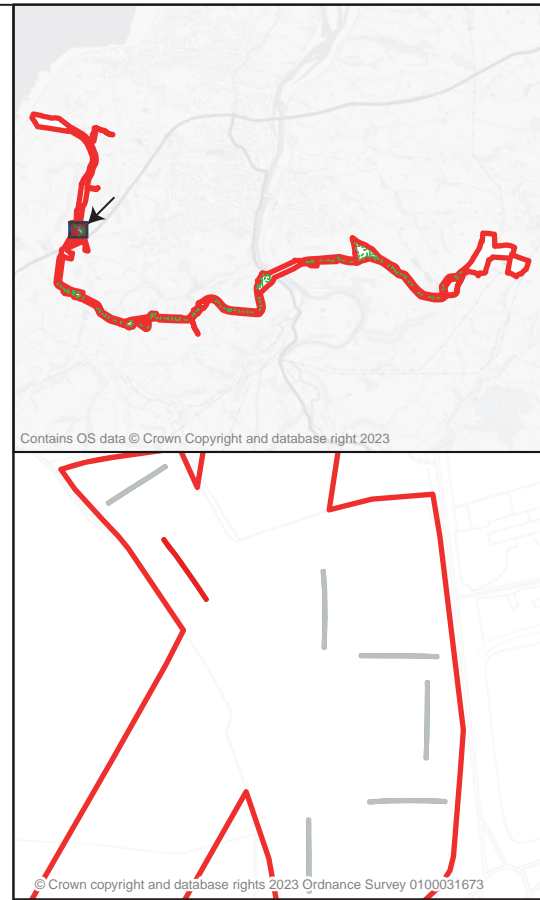 Contains OS data © Crown Copyright and database right 2023
© Crown copyright and database rights 2023 Ordnance Survey 0100031673